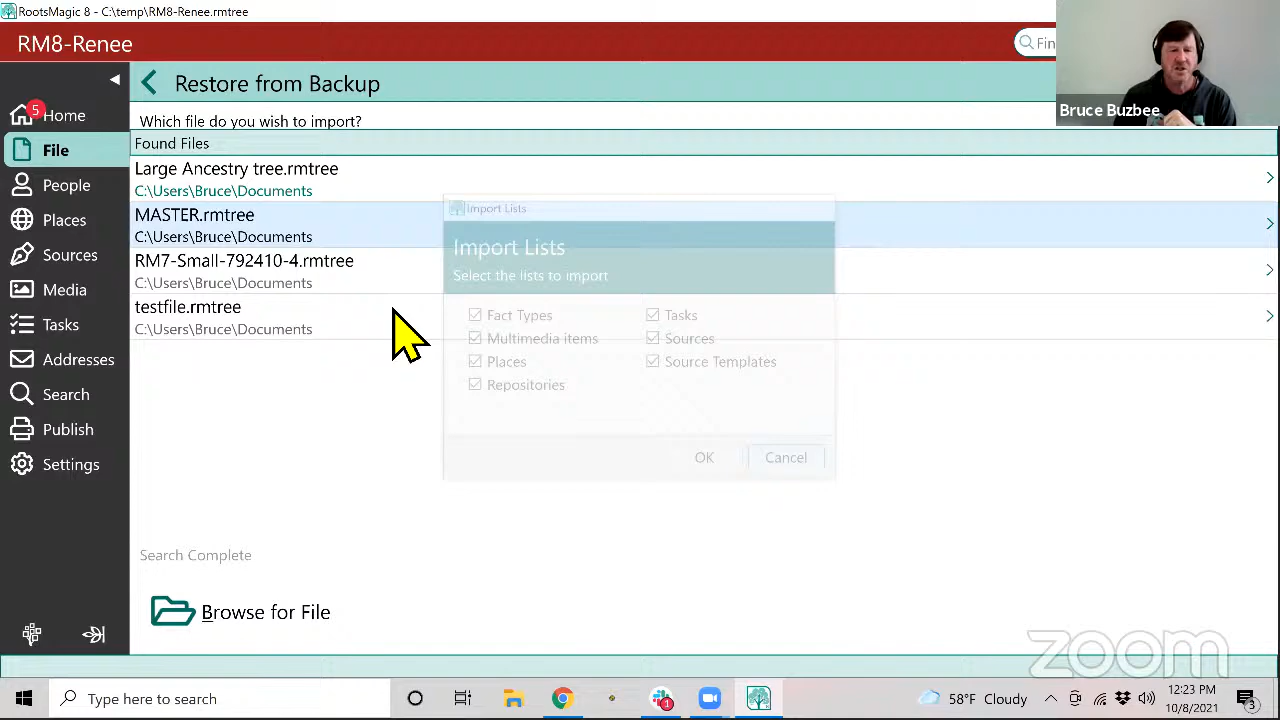 RootsMagic 8 - C:\temp\RM8-Renee.rmtree
RM8-Renee
Fin
Bruce Buzbee
Restore from Backup
Which file do you wish to import?
Found Files
Large Ancestry tree.rmtree
C:\Users\Bruce\Documents
MASTER.rmtree
C:\Users\Bruce\Documents
RM7-Small-792410-4.rmtree
C:\Users\Bruce\Documents
testfile.rmtree
C:\Users\Bruce\Documents
5
Home
File
People
Places
Sources
Media
Tasks
Addresses
Search
Publish
Settings
Import Lists
Import Lists
Select the lists to import
Fact Types
Tasks
Multimedia items
Sources
Places
Source Templates
Repositories
OK
Cancel
Search Complete
Browse for File
zoom
Type here to search
1
58°F Cloudy
12:23 PM
10/8/2021
3